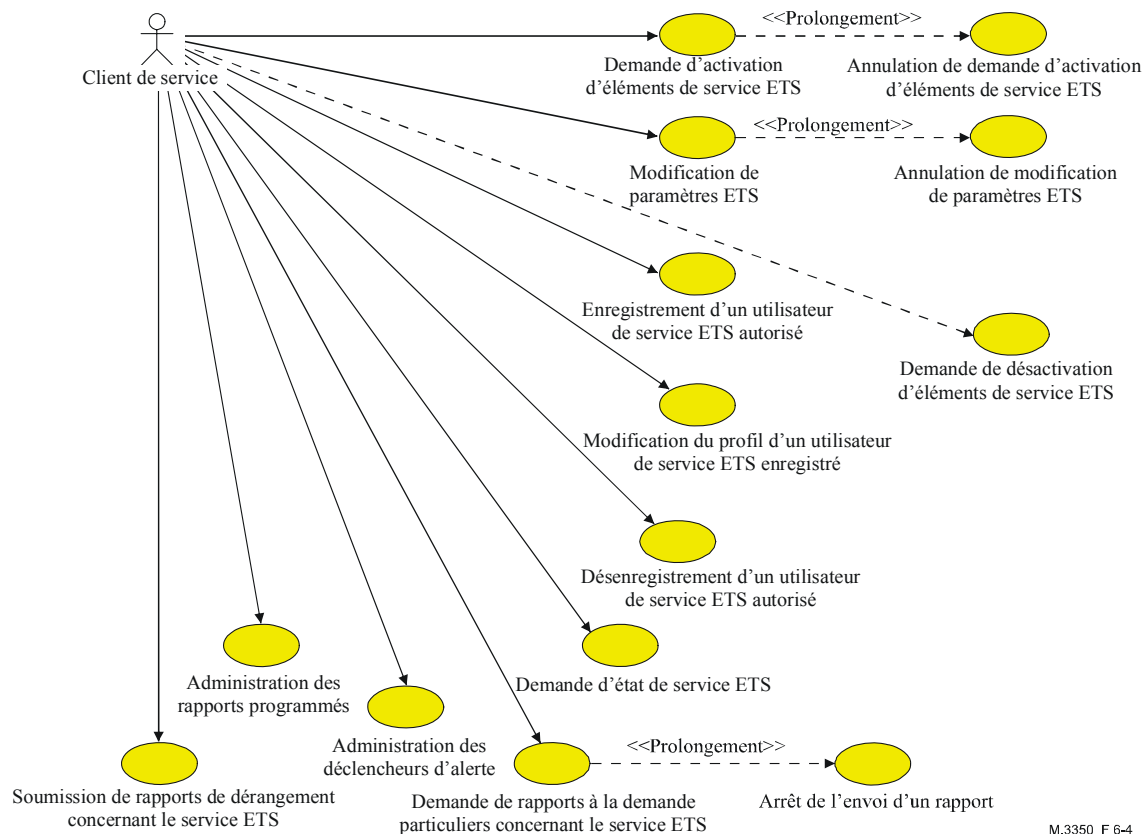 <<Prolongement>>
Client de service
Demande d'activation
d'éléments de service ETS
Annulation de demande d'activation
d'éléments de service ETS
<<Prolongement>>
Modification de
paramètres ETS
Annulation de modification
de paramètres ETS
Enregistrement d'un utilisateur
de service ETS autorisé
Demande de désactivation
d'éléments de service ETS
Modification du profil d'un utilisateur
de service ETS enregistré
Désenregistrement d'un utilisateur
de service ETS autorisé
Administration des
rapports programmés
Demande d'état de service ETS
Administration des
déclencheurs d'alerte
<<Prolongement>>
Soumission de rapports de dérangement
concernant le service ETS
Demande de rapports à la demande
particuliers concernant le service ETS
Arrêt de l'envoi d'un rapport
M.3350_F 6-4